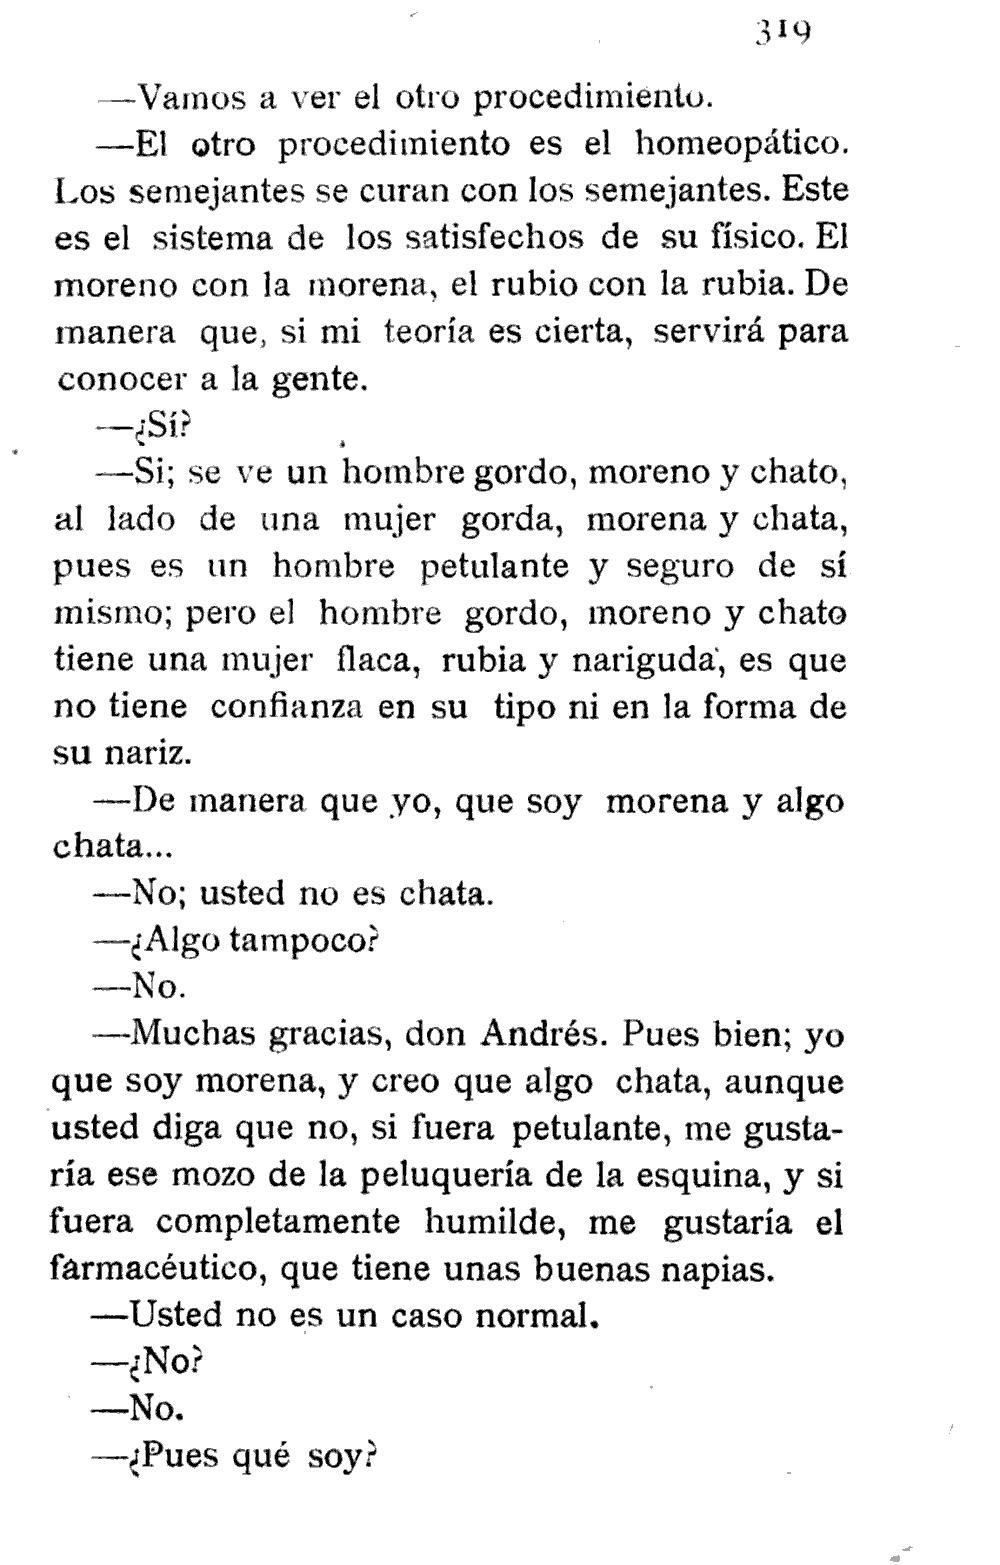 319
—Vamos a ver el otro procedimiento.
—El otro procedimiento es el homeopático.
Los semejantes se curan con los semejantes. Este
es el sistema de los satisfechos de su físico. El
moreno con la morena, el rubio con la rubia. De
manera que, si mi teoría es cierta, servirá para
conocer a la gente.
—¿Sí?
—Si; se ve un hombre gordo, moreno y chato,
al lado de una mujer gorda, morena y chata,
pues es un hombre petulante y seguro de sí
mismo; pero el hombre gordo, moreno y chato
tiene una mujer flaca, rubia y nariguda, es que
no tiene confianza en su tipo ni en la forma de
su nariz.
—De manera que yo, que soy morena y algo
chata...
—No; usted no es chata.
—¿Algo tampoco?
—No.
—Muchas gracias, don Andrés. Pues bien; yo
que soy morena, y creo que algo chata, aunque
usted diga que no, si fuera petulante, me gusta-
ría ese mozo de la peluquería de la esquina, y si
fuera completamente humilde, me gustaría el
farmacéutico, que tiene unas buenas napias.
—Usted no es un caso normal.
—¿No?
—No.
—¿Pues qué soy?